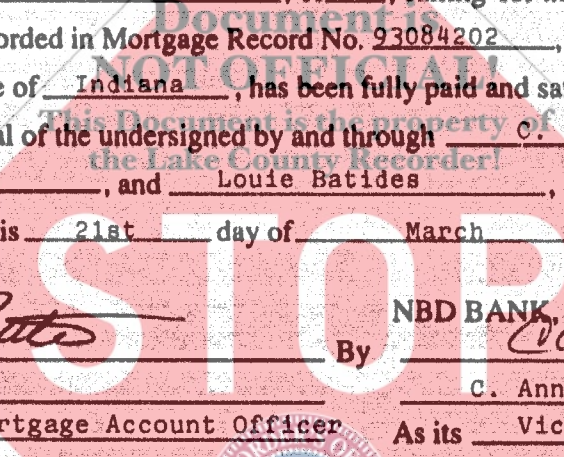 Document is
orded in Mortgage Record No. 93084202,
NOT OFFICIAL!
e of Indiana, has been fully paid and sa
This Document is the property of
al of the undersigned by and through C.
the Lake County Recorder!
, and Louie Batides,
is 21st day of March
STOP
NBD BANK,
By
C. Ann
rtgage Account Officer
As its Vic